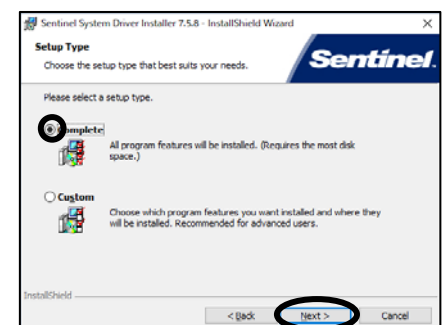 Sentinel System Driver Installer 7.5.8 - InstallShield Wizard
Setup Type
Choose the setup type that best suits your needs.
Sentinel.
Please select a setup type.
Complete
All program features will be installed. (Requires the most disk
space.)
Custom
Choose which program features you want installed and where they
will be installed. Recommended for advanced users.
InstallShield
< Back
Next >
Cancel